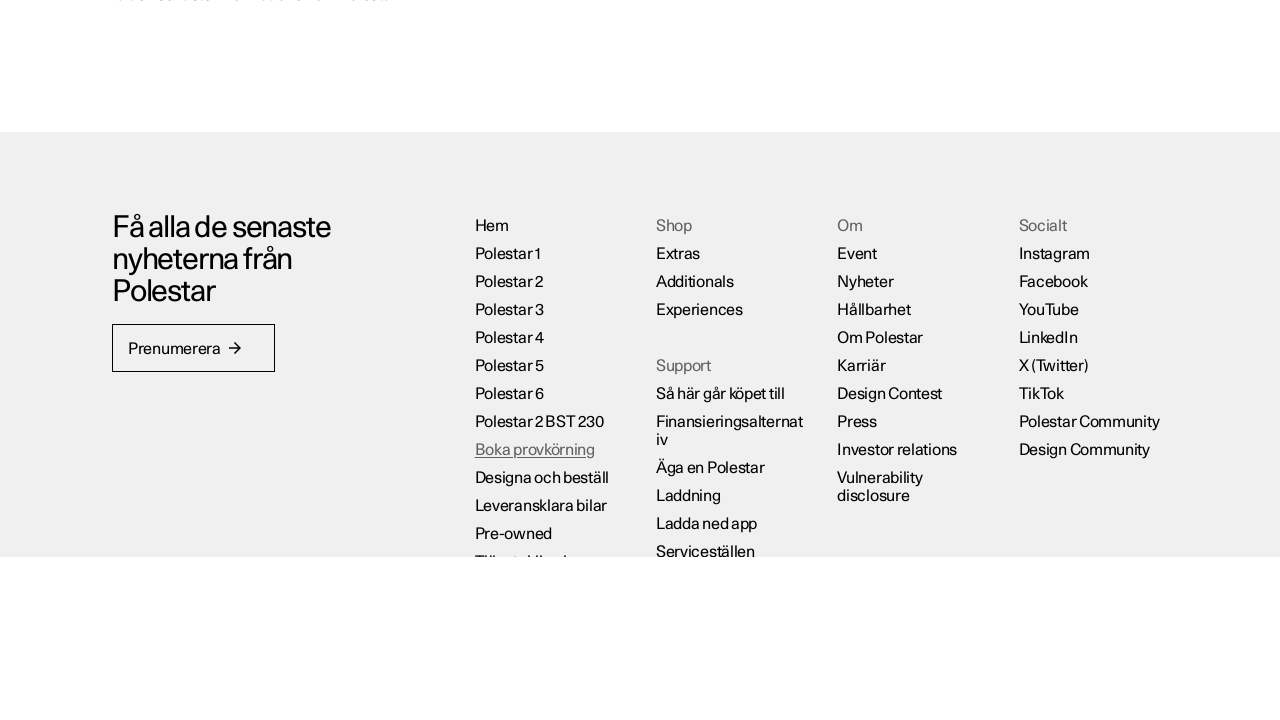 Få alla de senaste
nyheterna från
Polestar
Prenumerera →
Hem
Polestar 1
Polestar 2
Polestar 3
Polestar 4
Polestar 5
Polestar 6
Polestar 2 BST 230
Boka provkörning
Designa och beställ
Leveransklara bilar
Pre-owned
Shop
Extras
Additionals
Experiences
Support
Så här går köpet till
Finansieringsalternat
iv
Äga en Polestar
Laddning
Ladda ned app
Serviceställen
Om
Event
Nyheter
Hållbarhet
Om Polestar
Karriär
Design Contest
Press
Investor relations
Vulnerability
disclosure
Socialt
Instagram
Facebook
YouTube
LinkedIn
X (Twitter)
TikTok
Polestar Community
Design Community